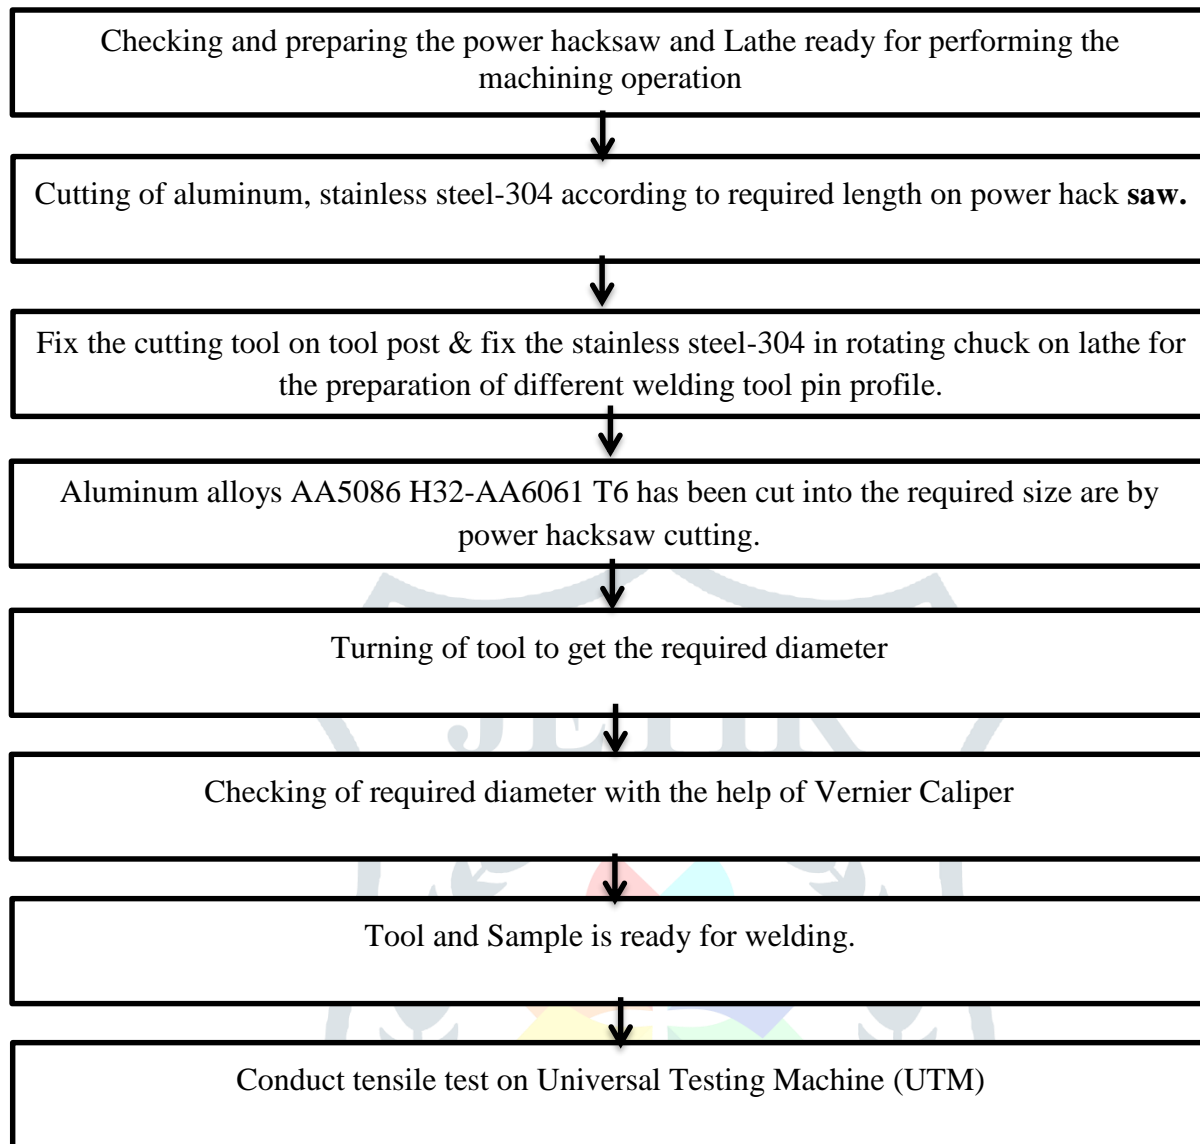 Checking and preparing the power hacksaw and Lathe ready for performing the
machining operation
Cutting of aluminum, stainless steel-304 according to required length on power hack saw.
Fix the cutting tool on tool post & fix the stainless steel-304 in rotating chuck on lathe for
the preparation of different welding tool pin profile.
Aluminum alloys AA5086 H32-AA6061 T6 has been cut into the required size are by
power hacksaw cutting.
Turning of tool to get the required diameter
JETIR
Checking of required diameter with the help of Vernier Caliper
Tool and Sample is ready for welding.
Conduct tensile test on Universal Testing Machine (UTM)